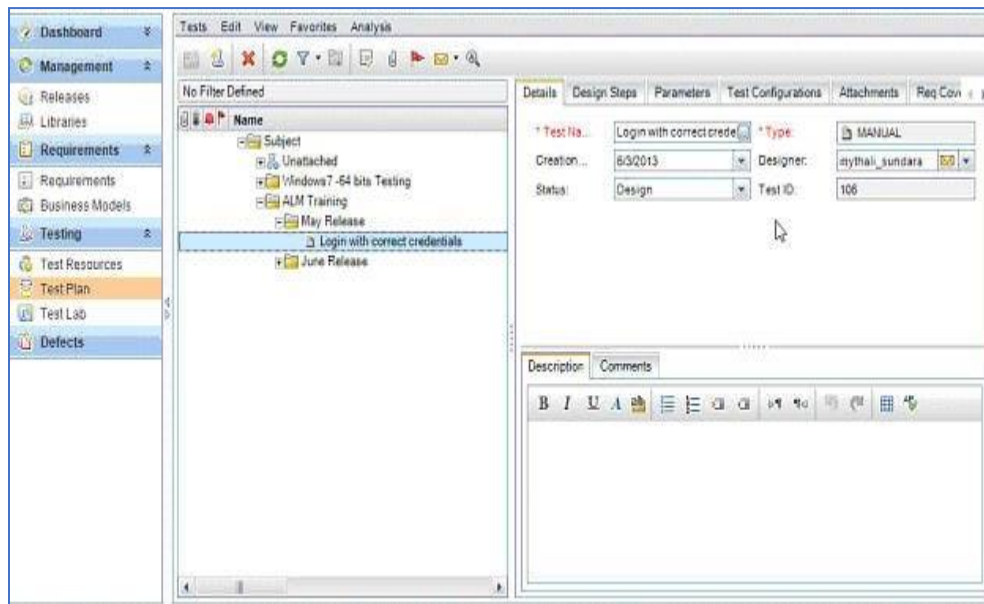 Dashboard
Management
Releases
Libraries
Requirements
Requirements
Business Models
Testing
Test Resources
Test Plan
Test Lab
Defects
Tests Edit View Favorites Analysis
No Filter Defined
Name
Subject
Unattached
Windows7 -64 bits Testing
ALM Training
May Release
Login with correct credentials
June Release
Details Design Steps Parameters Test Configurations Attachments Req Cov
* Test Na... Login with correct crede * Type: MANUAL
Creation... 6/3/2013 Designer: mythali_sundara
Status: Design Test ID: 106
Description Comments
B I U A